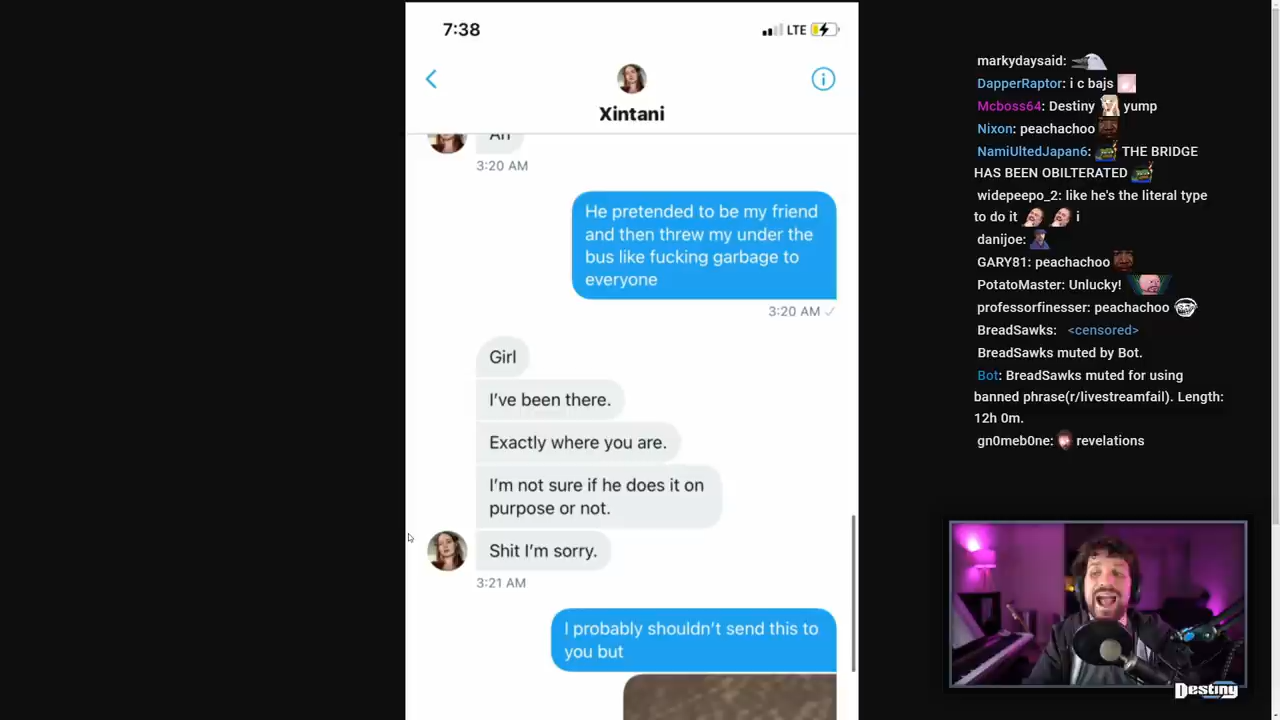 7:38
LTE
Xintani
3:20 AM
He pretended to be my friend
and then threw my under the
bus like fucking garbage to
everyone
3:20 AM
Girl
I've been there.
Exactly where you are.
I'm not sure if he does it on
purpose or not.
Shit I'm sorry.
3:21 AM
I probably shouldn't send this to
you but
markydaysaid:
DapperRaptor: i c bajs
Mcboss64: Destiny yump
Nixon: peachachoo
NamiUltedJapan6: THE BRIDGE
HAS BEEN OBILTERATED
widepeepo_2: like he's the literal type
to do it i
danijoe:
GARY81: peachachoo
PotatoMaster: Unlucky!
professorfinesser: peachachoo
BreadSawks: <censored>
BreadSawks muted by Bot.
Bot: BreadSawks muted for using
banned phrase(r/livestreamfail). Length:
12h 0m.
gn0meb0ne: revelations
Destiny